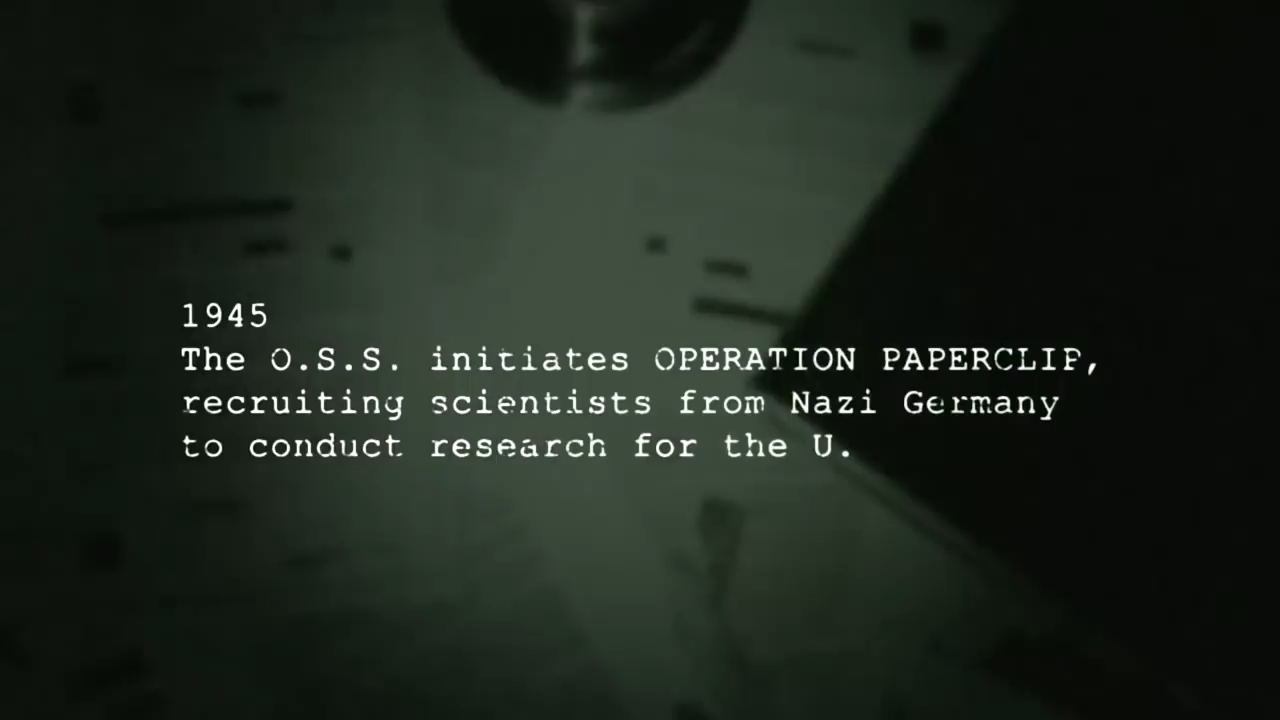 1945
The O.S.S. initiates OPERATION PAPERCLIP,
recruiting scientists from Nazi Germany
to conduct research for the U.